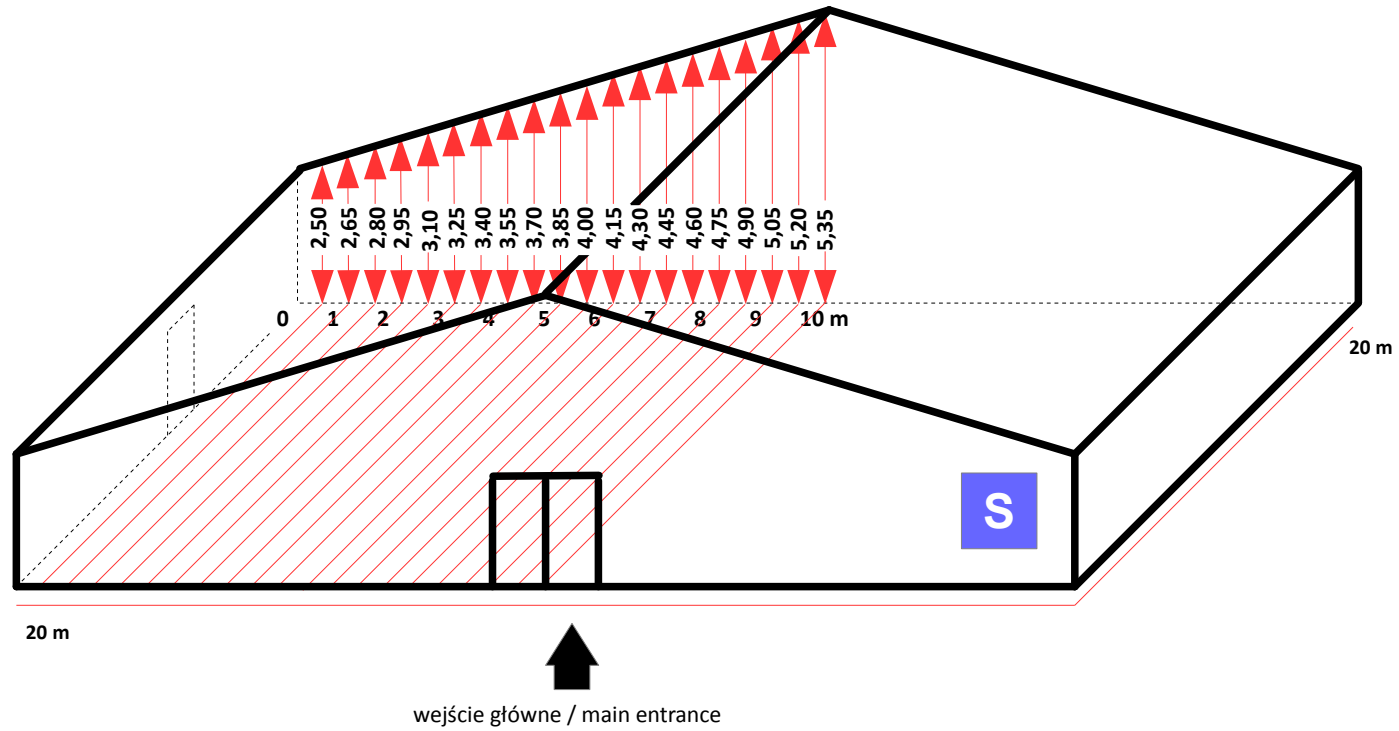 2,50 2,65 2,80 2,95 3,10 3,25 3,40 3,55 3,70 3,85 4,00 4,15 4,30 4,45 4,60 4,75 4,90 5,05 5,20 5,35
0 1 2 3 4 5 6 7 8 9 10 m
20 m
S
20 m
wejście główne / main entrance